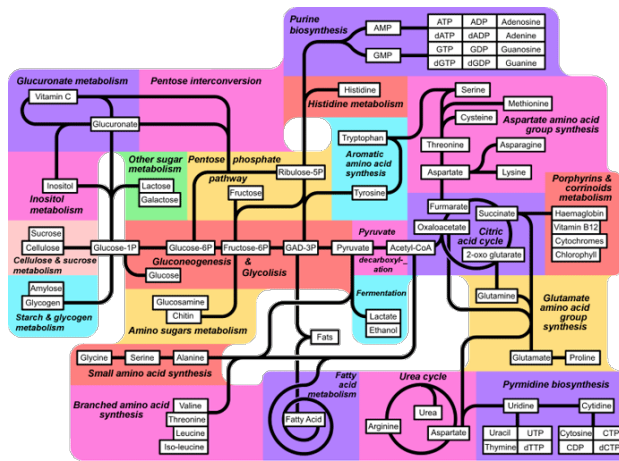 Purine biosynthesis
AMP
GMP
ATP ADP Adenosine
dATP dADP Adenine
GTP GDP Guanosine
dGTP dGDP Guanine
Glucuronate metabolism
Vitamin C
Glucuronate
Pentose interconversion
Histidine
Histidine metabolism
Serine
Methionine
Cysteine
Aspartate amino acid
group synthesis
Threonine
Asparagine
Aspartate
Lysine
Tryptophan
Aromatic
amino acid
synthesis
Tyrosine
Inositol
Inositol
metabolism
Other sugar
metabolism
Lactose
Galactose
Pentose phosphate
pathway
Ribulose-5P
Fructose
Porphyrins &
corrinoids
metabolism
Haemaglobin
Vitamin B12
Cytochromes
Chlorophyll
Fumarate
Oxaloacetate
Succinate
Citric
acid cycle
2-oxo glutarate
Sucrose
Cellulose
Cellulose & sucrose
metabolism
Glucose-1P
Glucose-6P
Fructose-6P
GAD-3P
Pyruvate
Acetyl-CoA
Pyruvate
decarboxyl-
ation
Glucose
Gluconeogenesis
& Glycolisis
Amylose
Glycogen
Starch & glycogen
metabolism
Glucosamine
Chitin
Amino sugars metabolism
Fermentation
Lactate
Ethanol
Glutamine
Glutamate amino acid
group synthesis
Glutamate
Proline
Fats
Glycine
Serine
Alanine
Small amino acid synthesis
Branched amino acid
synthesis
Valine
Threonine
Leucine
Iso-leucine
Fatty
acid
metabolism
Fatty Acid
Urea cycle
Urea
Arginine
Aspartate
Pyrmidine biosynthesis
Uridine
Cytidine
Uracil UTP
Thymine dTTP
Cytosine CTP
CDP dCTP